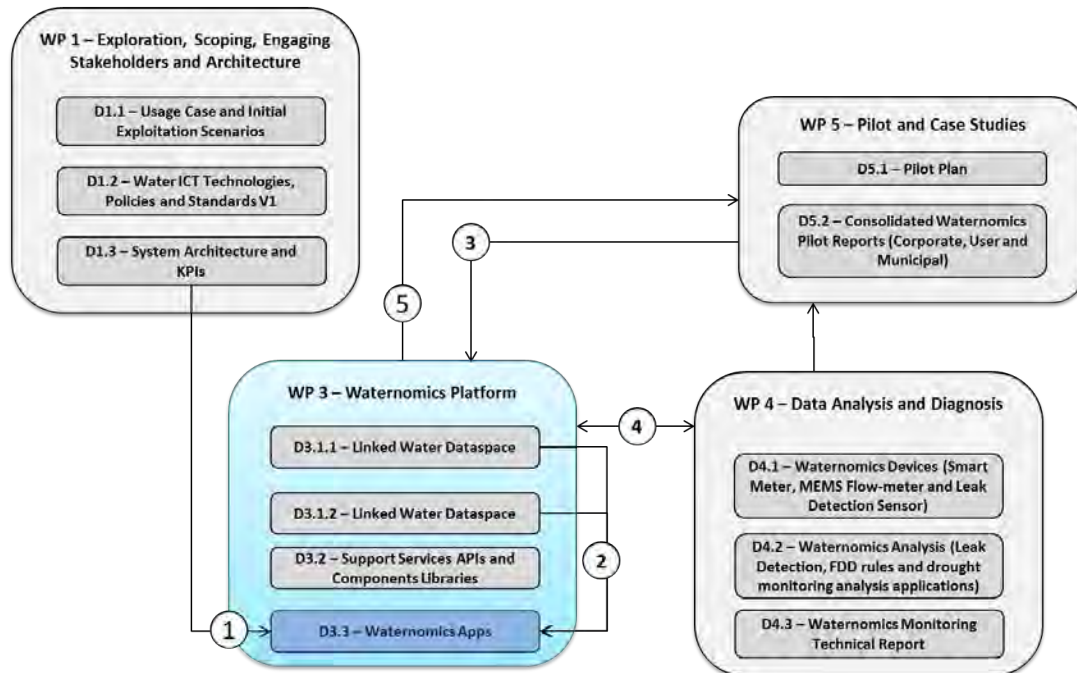 WP 1 – Exploration, Scoping, Engaging
Stakeholders and Architecture
D1.1 – Usage Case and Initial
Exploitation Scenarios
D1.2 – Water ICT Technologies,
Policies and Standards V1
D1.3 – System Architecture and
KPIs
WP 5 – Pilot and Case Studies
D5.1 – Pilot Plan
D5.2 – Consolidated Waternomics
Pilot Reports (Corporate, User and
Municipal)
3
5
WP 3 – Waternomics Platform
D3.1.1 – Linked Water Dataspace
D3.1.2 – Linked Water Dataspace
D3.2 – Support Services APIs and
Components Libraries
D3.3 – Waternomics Apps
1
2
4
WP 4 – Data Analysis and Diagnosis
D4.1 – Waternomics Devices (Smart
Meter, MEMS Flow-meter and Leak
Detection Sensor)
D4.2 – Waternomics Analysis (Leak
Detection, FDD rules and drought
monitoring analysis applications)
D4.3 – Waternomics Monitoring
Technical Report